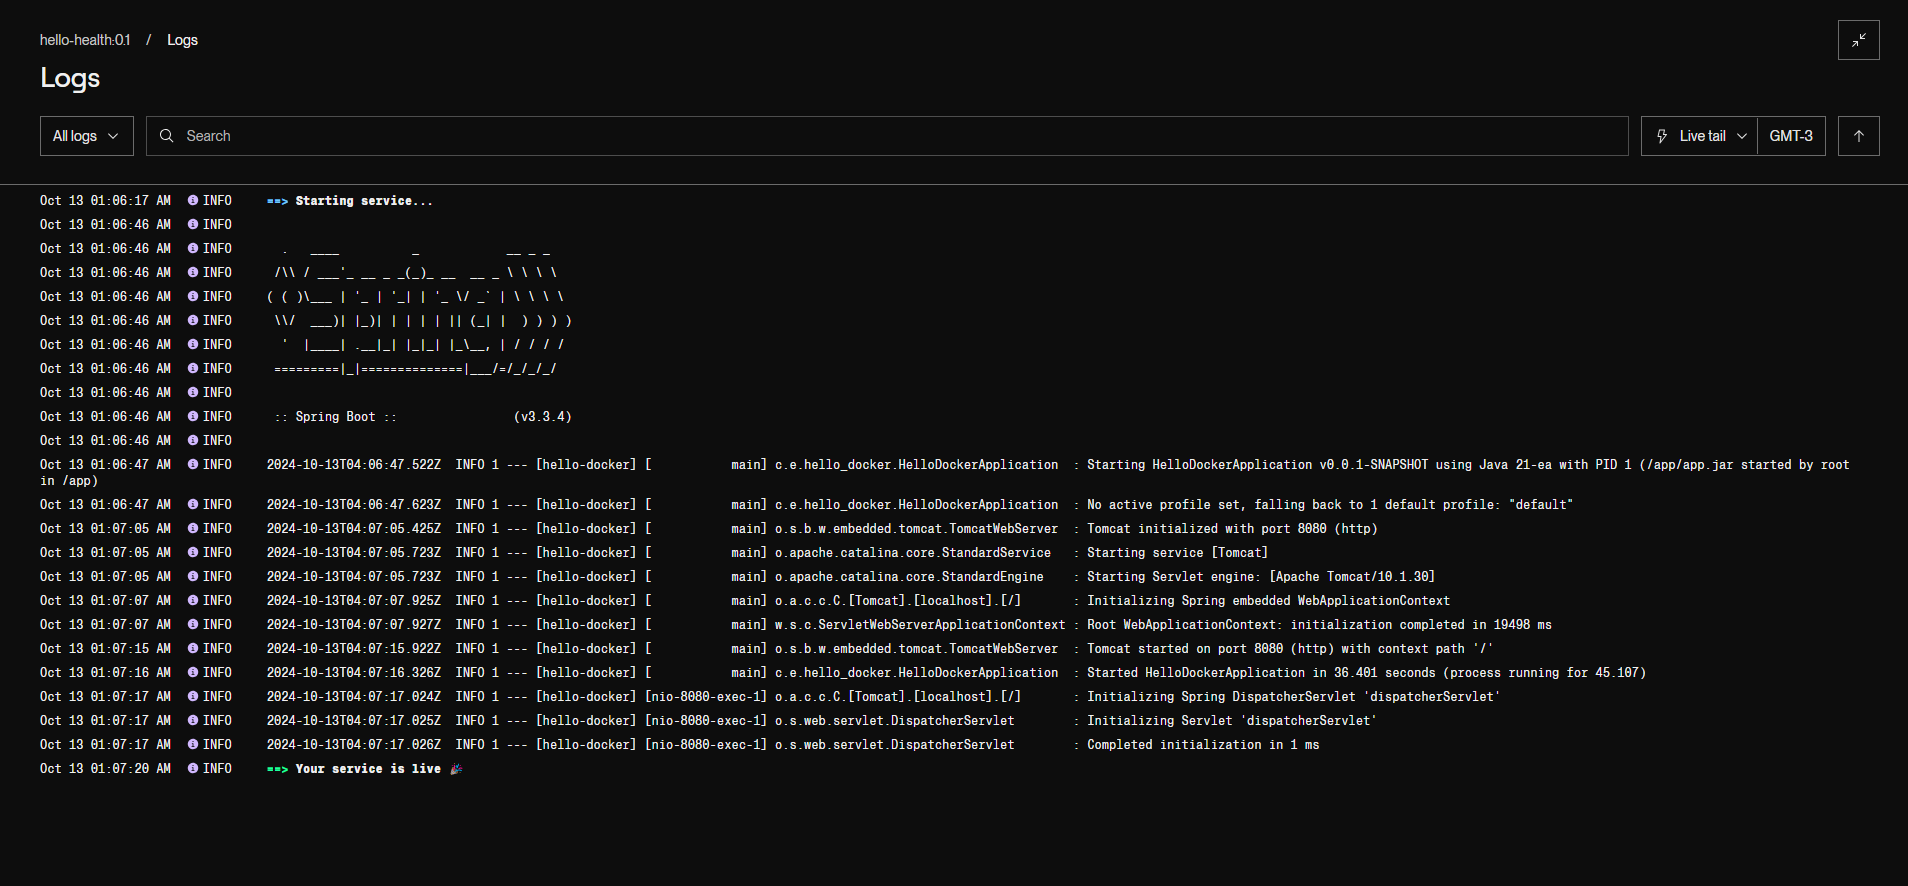 hello-health:0.1 / Logs
Logs
All logs Search Live tail GMT-3
Oct 13 01:06:17 AM INFO ==> Starting service...
Oct 13 01:06:46 AM INFO
Oct 13 01:06:46 AM INFO   .   ____          _            __ _ _
Oct 13 01:06:46 AM INFO  /\\ / ___'_ __ _ _(_)_ __  __ _ \ \ \ \
Oct 13 01:06:46 AM INFO ( ( )\___ | '_ | '_| | '_ \/ _` | \ \ \ \
Oct 13 01:06:46 AM INFO  \\/  ___)| |_)| | | | | || (_| |  ) ) ) )
Oct 13 01:06:46 AM INFO   '  |____| .__|_| |_|_| |_\__, | / / / /
Oct 13 01:06:46 AM INFO  =========|_|==============|___/=/_/_/_/
Oct 13 01:06:46 AM INFO
Oct 13 01:06:46 AM INFO  :: Spring Boot ::                (v3.3.4)
Oct 13 01:06:46 AM INFO
Oct 13 01:06:47 AM INFO 2024-10-13T04:06:47.522Z  INFO 1 --- [hello-docker] [           main] c.e.hello_docker.HelloDockerApplication  : Starting HelloDockerApplication v0.0.1-SNAPSHOT using Java 21-ea with PID 1 (/app/app.jar started by root
in /app)
Oct 13 01:06:47 AM INFO 2024-10-13T04:06:47.623Z  INFO 1 --- [hello-docker] [           main] c.e.hello_docker.HelloDockerApplication  : No active profile set, falling back to 1 default profile: "default"
Oct 13 01:07:05 AM INFO 2024-10-13T04:07:05.425Z  INFO 1 --- [hello-docker] [           main] o.s.b.w.embedded.tomcat.TomcatWebServer  : Tomcat initialized with port 8080 (http)
Oct 13 01:07:05 AM INFO 2024-10-13T04:07:05.723Z  INFO 1 --- [hello-docker] [           main] o.apache.catalina.core.StandardService   : Starting service [Tomcat]
Oct 13 01:07:05 AM INFO 2024-10-13T04:07:05.723Z  INFO 1 --- [hello-docker] [           main] o.apache.catalina.core.StandardEngine    : Starting Servlet engine: [Apache Tomcat/10.1.30]
Oct 13 01:07:07 AM INFO 2024-10-13T04:07:07.925Z  INFO 1 --- [hello-docker] [           main] o.a.c.c.C.[Tomcat].[localhost].[/]       : Initializing Spring embedded WebApplicationContext
Oct 13 01:07:07 AM INFO 2024-10-13T04:07:07.927Z  INFO 1 --- [hello-docker] [           main] w.s.c.ServletWebServerApplicationContext : Root WebApplicationContext: initialization completed in 19498 ms
Oct 13 01:07:15 AM INFO 2024-10-13T04:07:15.922Z  INFO 1 --- [hello-docker] [           main] o.s.b.w.embedded.tomcat.TomcatWebServer  : Tomcat started on port 8080 (http) with context path '/'
Oct 13 01:07:16 AM INFO 2024-10-13T04:07:16.326Z  INFO 1 --- [hello-docker] [           main] c.e.hello_docker.HelloDockerApplication  : Started HelloDockerApplication in 36.401 seconds (process running for 45.107)
Oct 13 01:07:17 AM INFO 2024-10-13T04:07:17.024Z  INFO 1 --- [hello-docker] [nio-8080-exec-1] o.a.c.c.C.[Tomcat].[localhost].[/]       : Initializing Spring DispatcherServlet 'dispatcherServlet'
Oct 13 01:07:17 AM INFO 2024-10-13T04:07:17.025Z  INFO 1 --- [hello-docker] [nio-8080-exec-1] o.s.web.servlet.DispatcherServlet        : Initializing Servlet 'dispatcherServlet'
Oct 13 01:07:17 AM INFO 2024-10-13T04:07:17.026Z  INFO 1 --- [hello-docker] [nio-8080-exec-1] o.s.web.servlet.DispatcherServlet        : Completed initialization in 1 ms
Oct 13 01:07:20 AM INFO ==> Your service is live 🎉